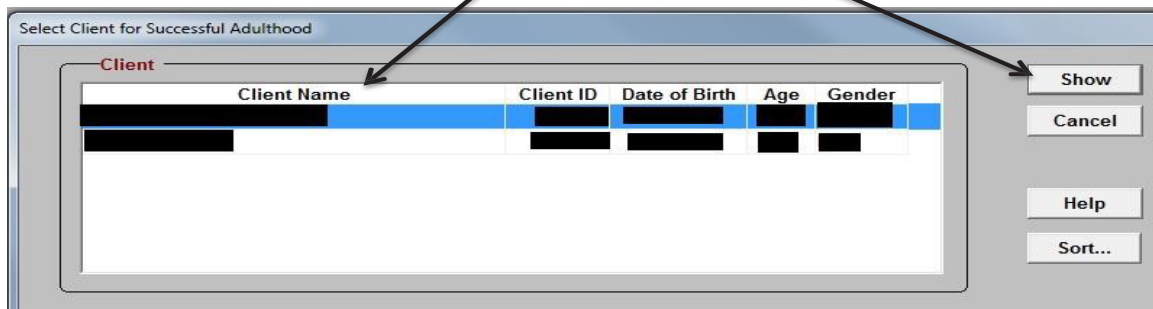 Select Client for Successful Adulthood
Client
Client Name Client ID Date of Birth Age Gender
Show
Cancel
Help
Sort...